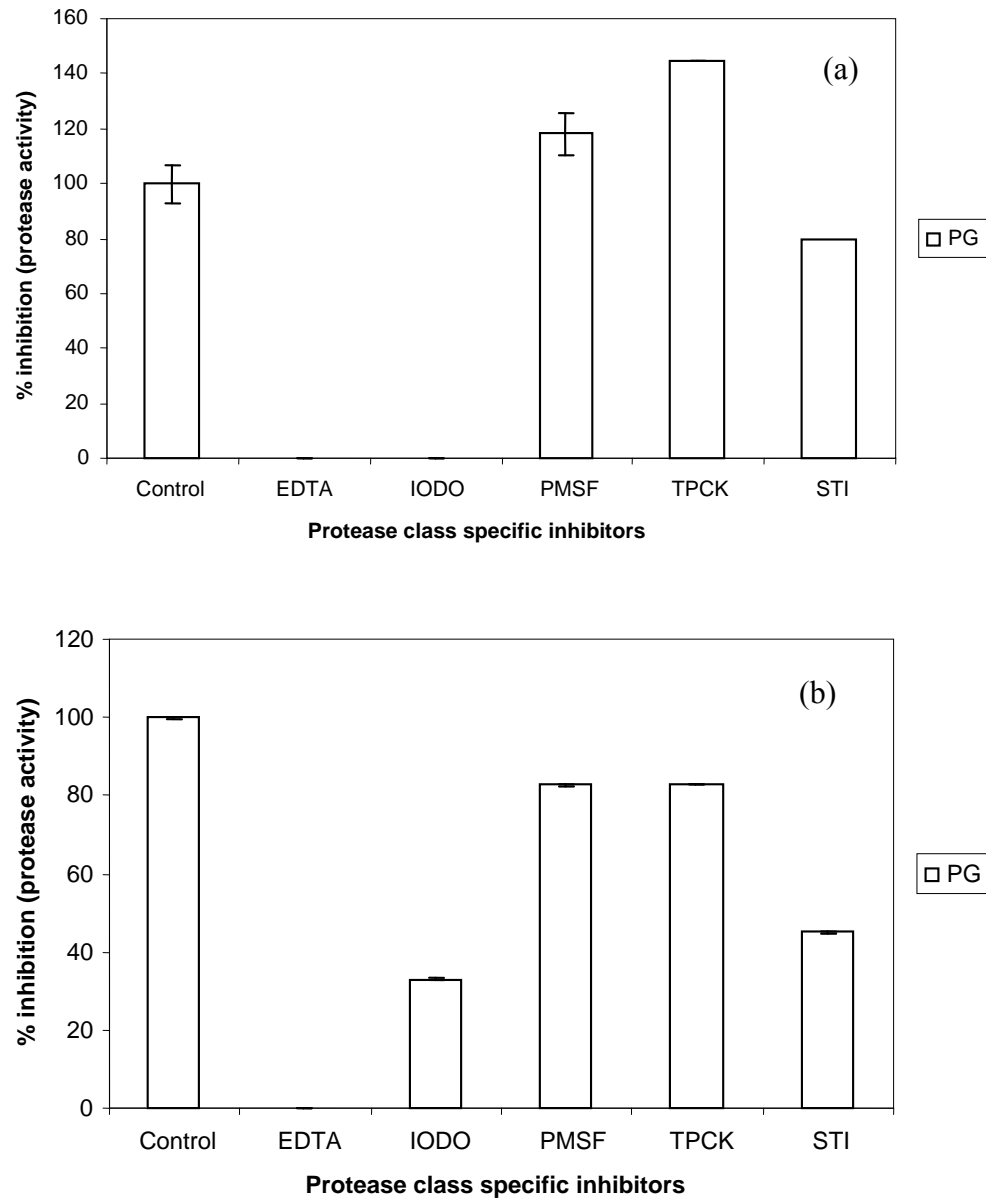 160
140
120
100
80
60
40
20
0
% inhibition (protease activity)
(a)
PG
Control EDTA IODO PMSF TPCK STI
Protease class specific inhibitors
120
100
80
60
40
20
0
% inhibition (protease activity)
(b)
PG
Control EDTA IODO PMSF TPCK STI
Protease class specific inhibitors